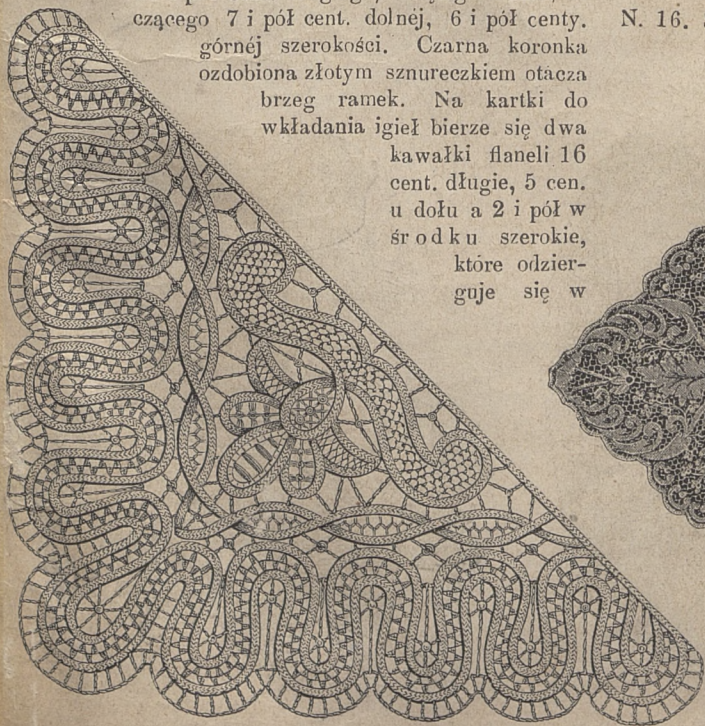 czącego 7 i pół cent. dolnéj, 6 i pół centy.
górnéj szerokości. Czarna koronka
ozdobiona złotym sznureczkiem otacza
brzeg ramek. Na kartki do
wkładania igieł bierze się dwa
kawałki flaneli 16
cent. długie, 5 cen.
u dołu a 2 i pół w
środku szerokie,
które odzier-
guje się w
N. 16.